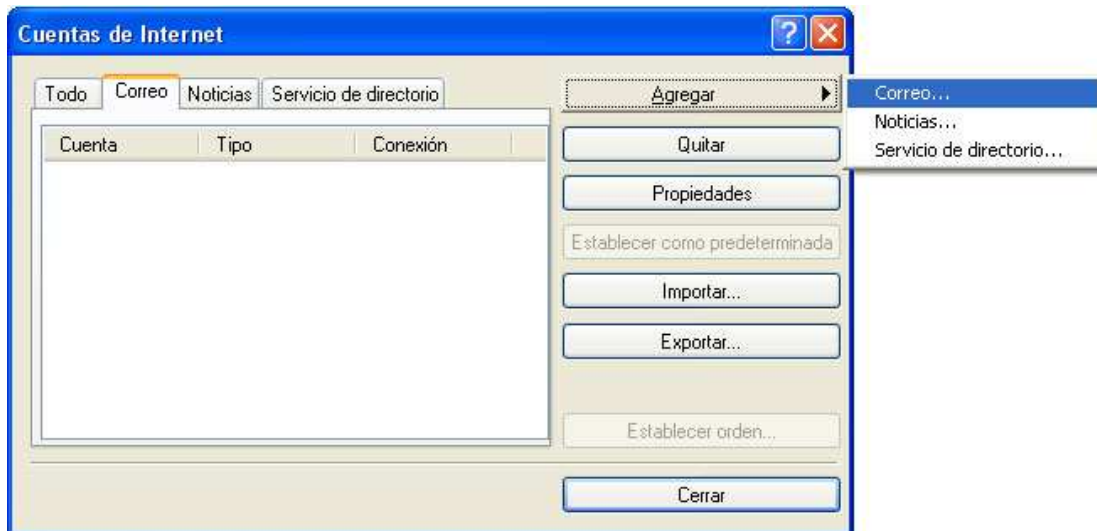 Cuentas de Internet
?
Todo Correo Noticias Servicio de directorio
Cuenta Tipo Conexión
Agregar
Correo...
Noticias...
Servicio de directorio...
Quitar
Propiedades
Establecer como predeterminada
Importar...
Exportar...
Establecer orden...
Cerrar